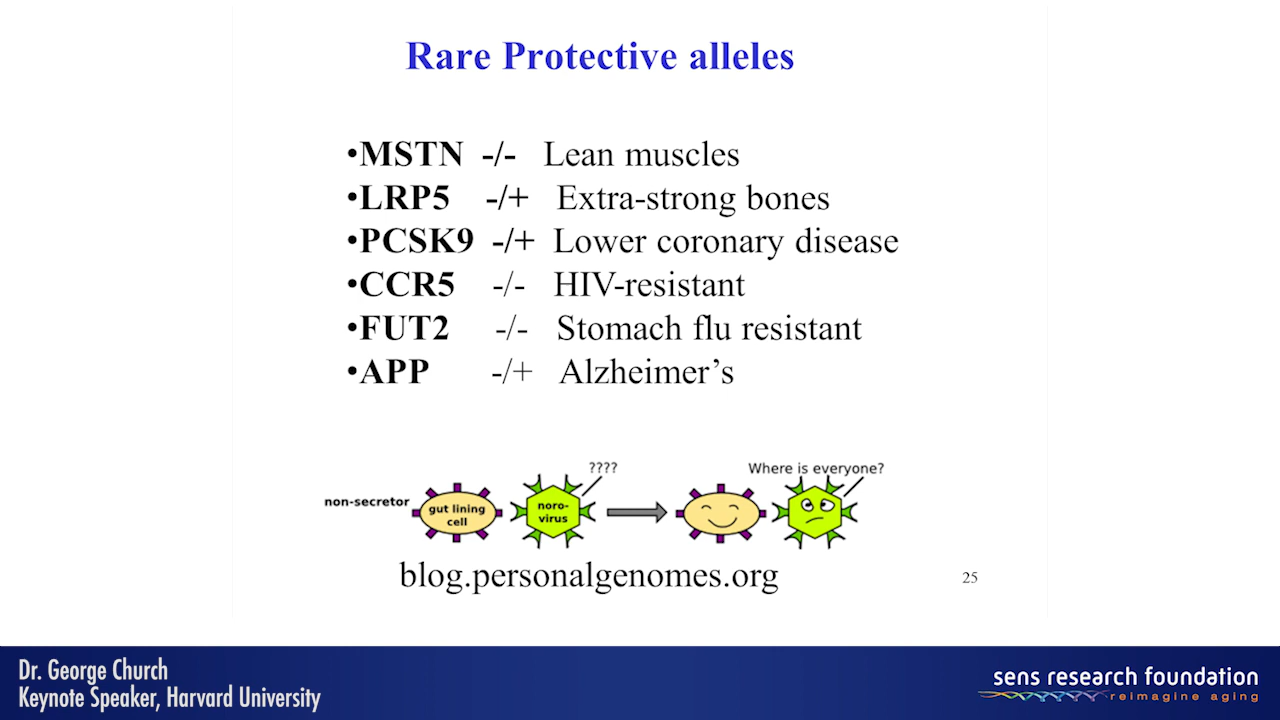 Rare Protective alleles
•MSTN -/- Lean muscles
•LRP5 -/+ Extra-strong bones
•PCSK9 -/+ Lower coronary disease
•CCR5 -/- HIV-resistant
•FUT2 -/- Stomach flu resistant
•APP -/+ Alzheimer's
???? Where is everyone?
non-secretor gut lining noro-
cell virus
blog.personalgenomes.org 25
Dr. George Church
Keynote Speaker, Harvard University
sens research foundation
reimagine aging